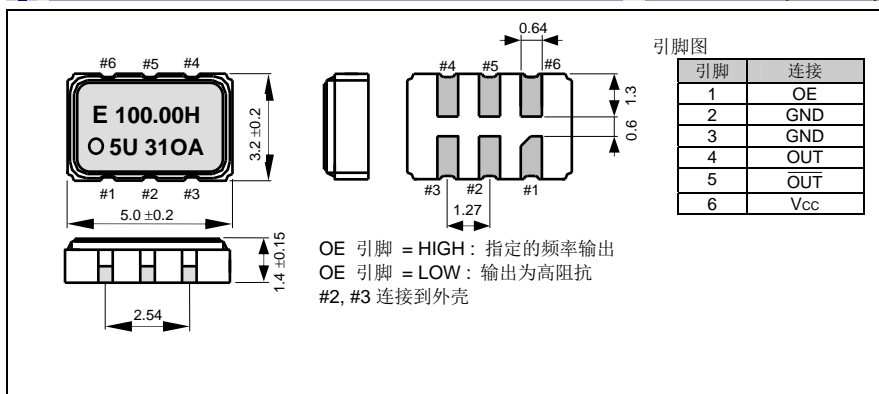 #6 #5 #4
E 100.00H
5U 31OA
3.2 ±0.2
#1 #2 #3
5.0 ±0.2
1.4 ±0.15
2.54
0.64
#4 #5 #6
1.3
0.6
#3 #2 #1
1.27
OE 引脚 = HIGH : 指定的频率输出
OE 引脚 = LOW : 输出为高阻抗
#2, #3 连接到外壳
引脚图
引脚 连接
1 OE
2 GND
3 GND
4 OUT
5 O̅U̅T̅
6 Vcc